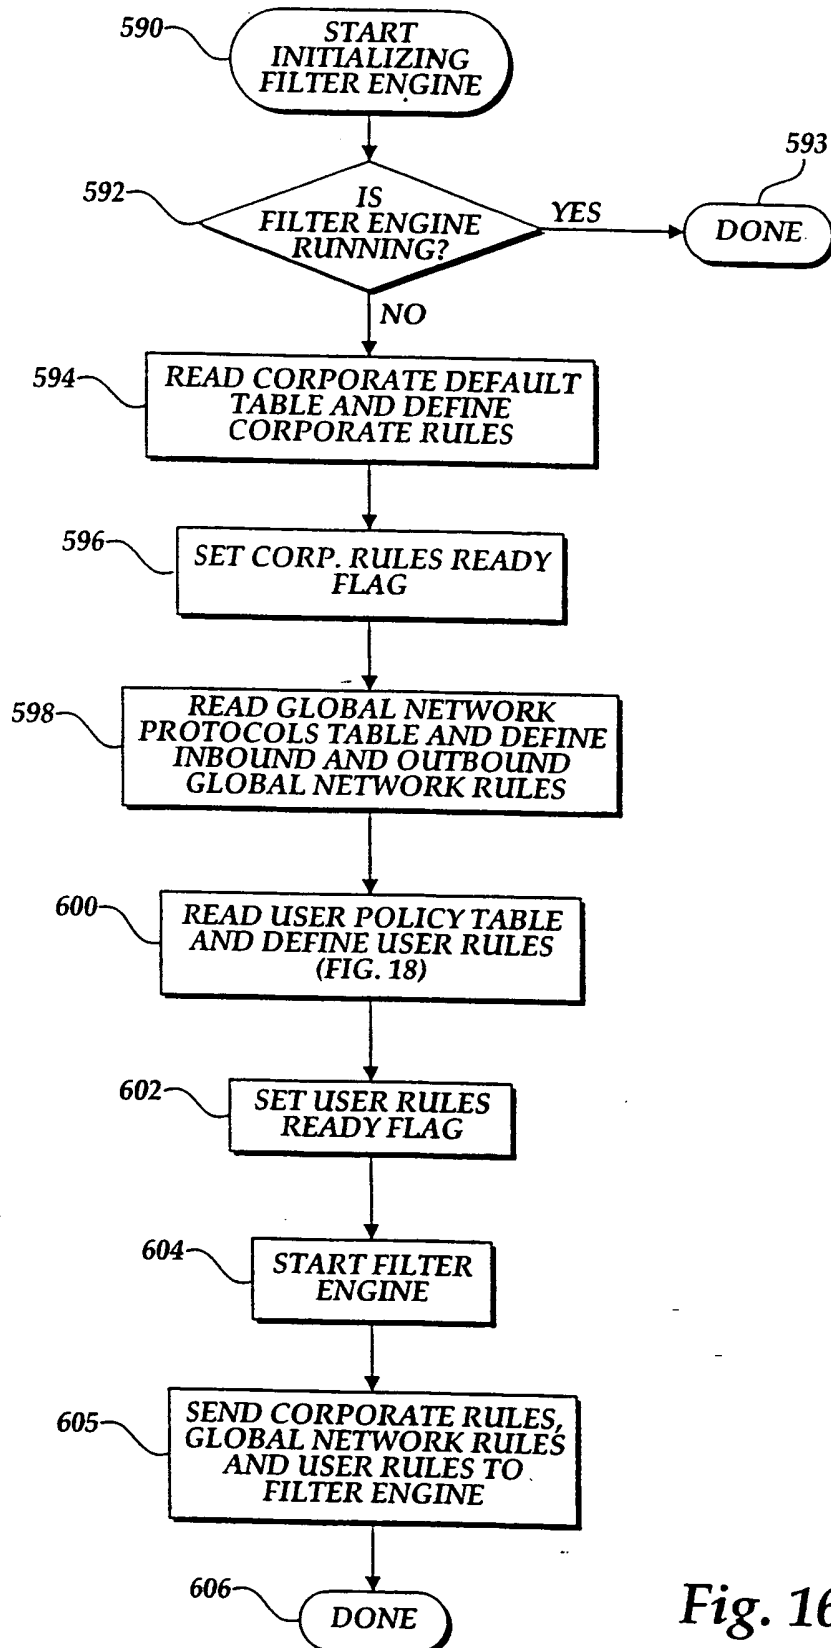 590
START
INITIALIZING
FILTER ENGINE
592
IS
FILTER ENGINE
RUNNING?
YES
593
DONE
NO
594
READ CORPORATE DEFAULT
TABLE AND DEFINE
CORPORATE RULES
596
SET CORP. RULES READY
FLAG
598
READ GLOBAL NETWORK
PROTOCOLS TABLE AND DEFINE
INBOUND AND OUTBOUND
GLOBAL NETWORK RULES
600
READ USER POLICY TABLE
AND DEFINE USER RULES
(FIG. 18)
602
SET USER RULES
READY FLAG
604
START FILTER
ENGINE
605
SEND CORPORATE RULES,
GLOBAL NETWORK RULES
AND USER RULES TO
FILTER ENGINE
606
DONE
Fig. 16